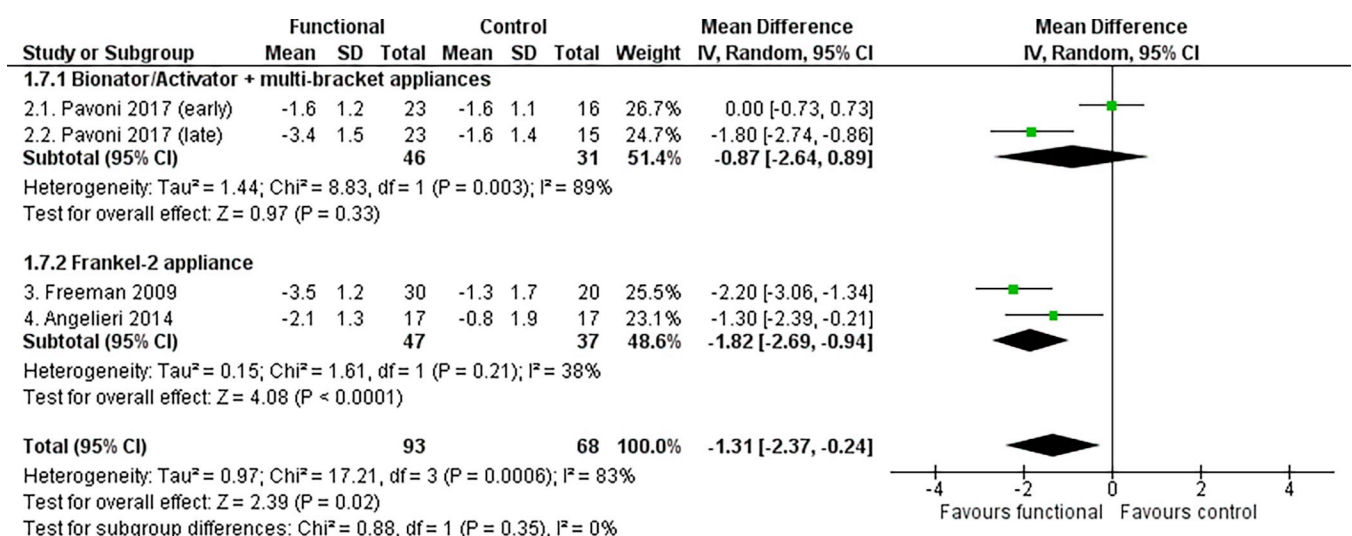 Functional Control Mean Difference Mean Difference
Study or Subgroup Mean SD Total Mean SD Total Weight IV, Random, 95% CI IV, Random, 95% CI
1.7.1 Bionator/Activator + multi-bracket appliances
2.1. Pavoni 2017 (early) -1.6 1.2 23 -1.6 1.1 16 26.7% 0.00 [-0.73, 0.73]
2.2. Pavoni 2017 (late) -3.4 1.5 23 -1.6 1.4 15 24.7% -1.80 [-2.74, -0.86]
Subtotal (95% CI) 46 31 51.4% -0.87 [-2.64, 0.89]
Heterogeneity: Tau² = 1.44; Chi² = 8.83, df = 1 (P = 0.003); I² = 89%
Test for overall effect: Z = 0.97 (P = 0.33)
1.7.2 Frankel-2 appliance
3. Freeman 2009 -3.5 1.2 30 -1.3 1.7 20 25.5% -2.20 [-3.06, -1.34]
4. Angelieri 2014 -2.1 1.3 17 -0.8 1.9 17 23.1% -1.30 [-2.39, -0.21]
Subtotal (95% CI) 47 37 48.6% -1.82 [-2.69, -0.94]
Heterogeneity: Tau² = 0.15; Chi² = 1.61, df = 1 (P = 0.21); I² = 38%
Test for overall effect: Z = 4.08 (P < 0.0001)
Total (95% CI) 93 68 100.0% -1.31 [-2.37, -0.24]
Heterogeneity: Tau² = 0.97; Chi² = 17.21, df = 3 (P = 0.0006); I² = 83%
Test for overall effect: Z = 2.39 (P = 0.02)
Test for subgroup differences: Chi² = 0.88, df = 1 (P = 0.35), I² = 0%
-4 -2 0 2 4
Favours functional Favours control